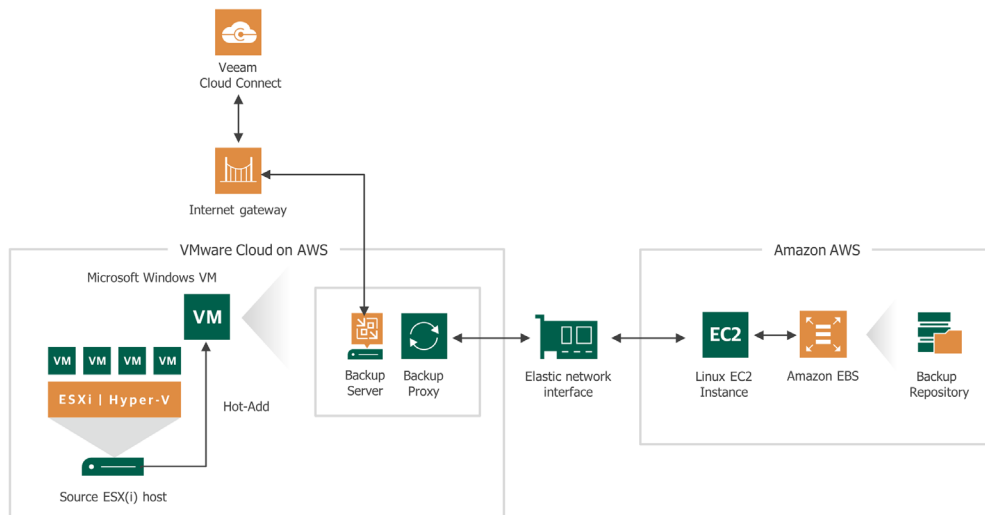 Veeam
Cloud Connect
Internet gateway
VMware Cloud on AWS
Amazon AWS
Microsoft Windows VM
VM
VM
VM
VM
VM
ESXi | Hyper-V
Hot-Add
Source ESX(i) host
Backup
Server
Backup
Proxy
Elastic network
interface
EC2
Linux EC2
Instance
Amazon EBS
Backup
Repository